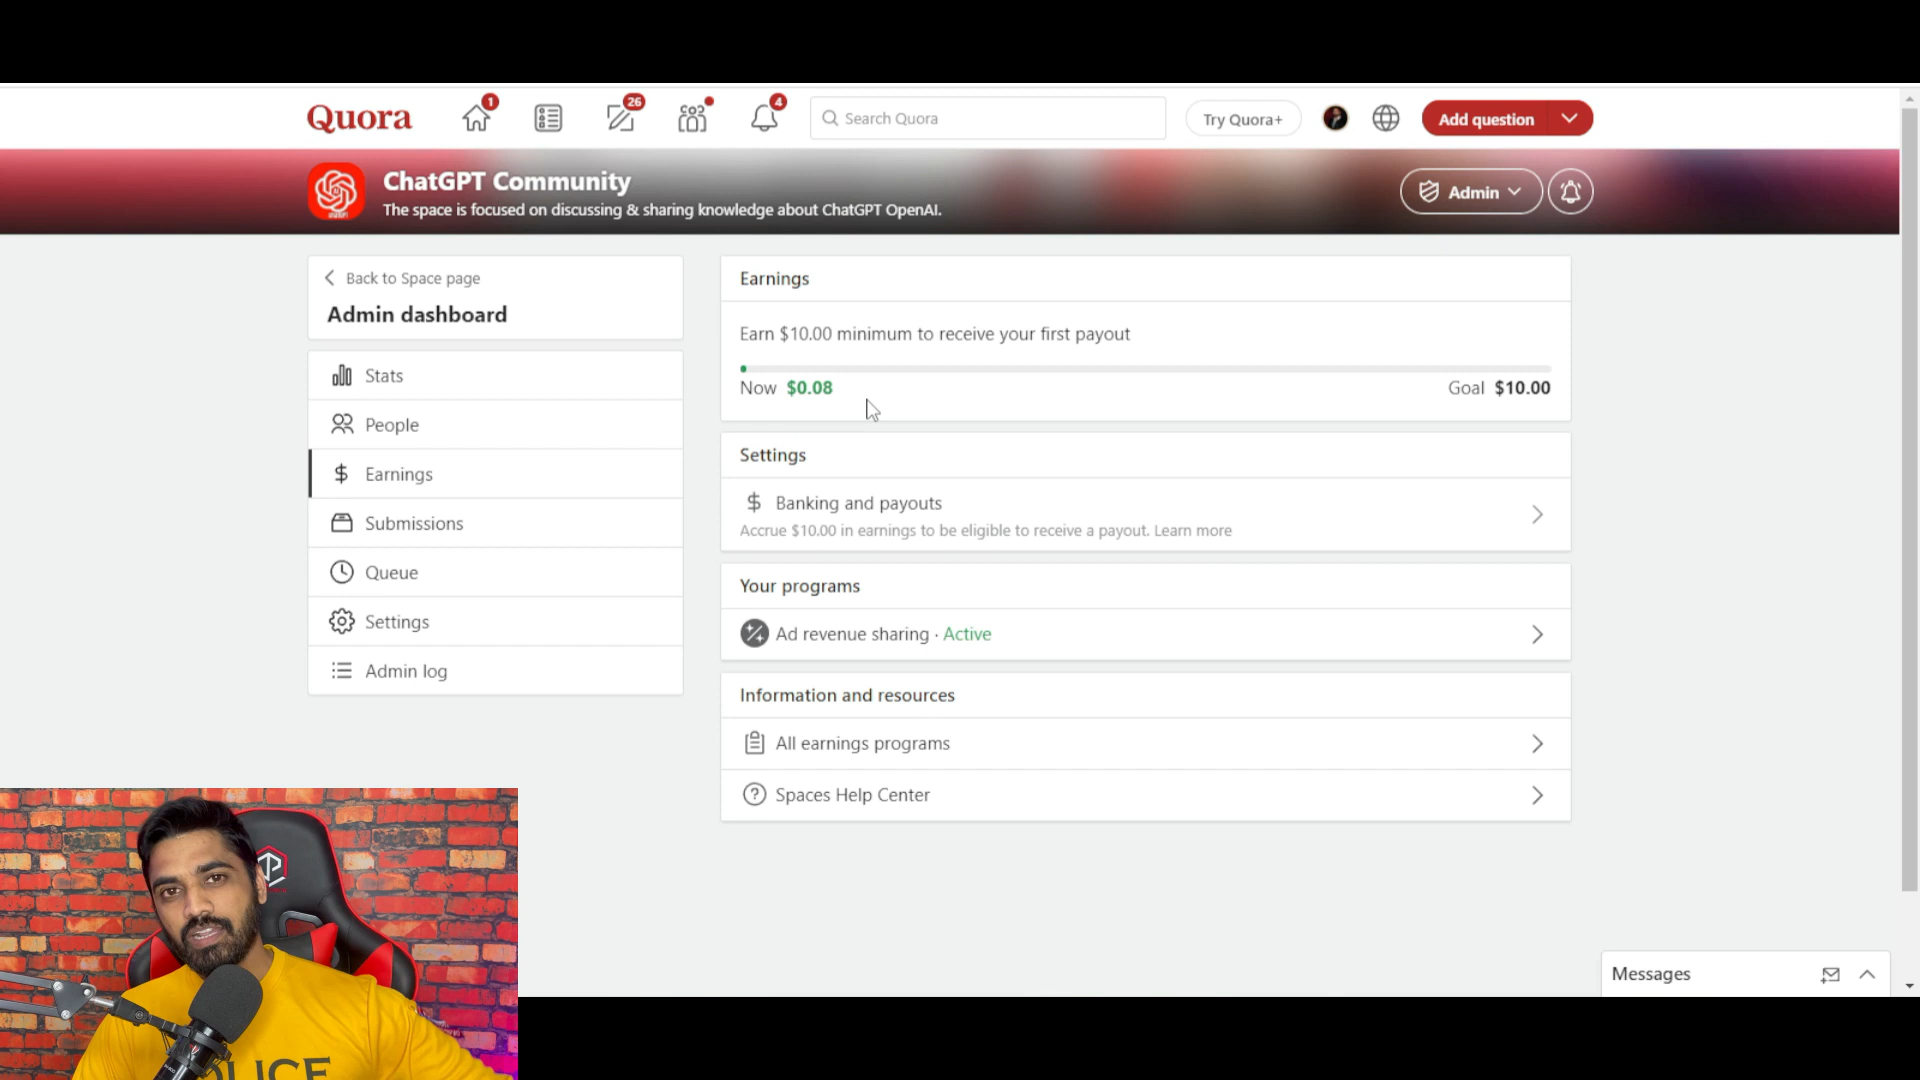 Quora
1
26
4
Search Quora
Try Quora+
Add question
ChatGPT Community
The space is focused on discussing & sharing knowledge about ChatGPT OpenAI.
Admin
Back to Space page
Admin dashboard
Stats
People
Earnings
Submissions
Queue
Settings
Admin log
Earnings
Earn $10.00 minimum to receive your first payout
Now $0.08
Goal $10.00
Settings
Banking and payouts
Accrue $10.00 in earnings to be eligible to receive a payout. Learn more
Your programs
Ad revenue sharing · Active
Information and resources
All earnings programs
Spaces Help Center
Messages
OLICE